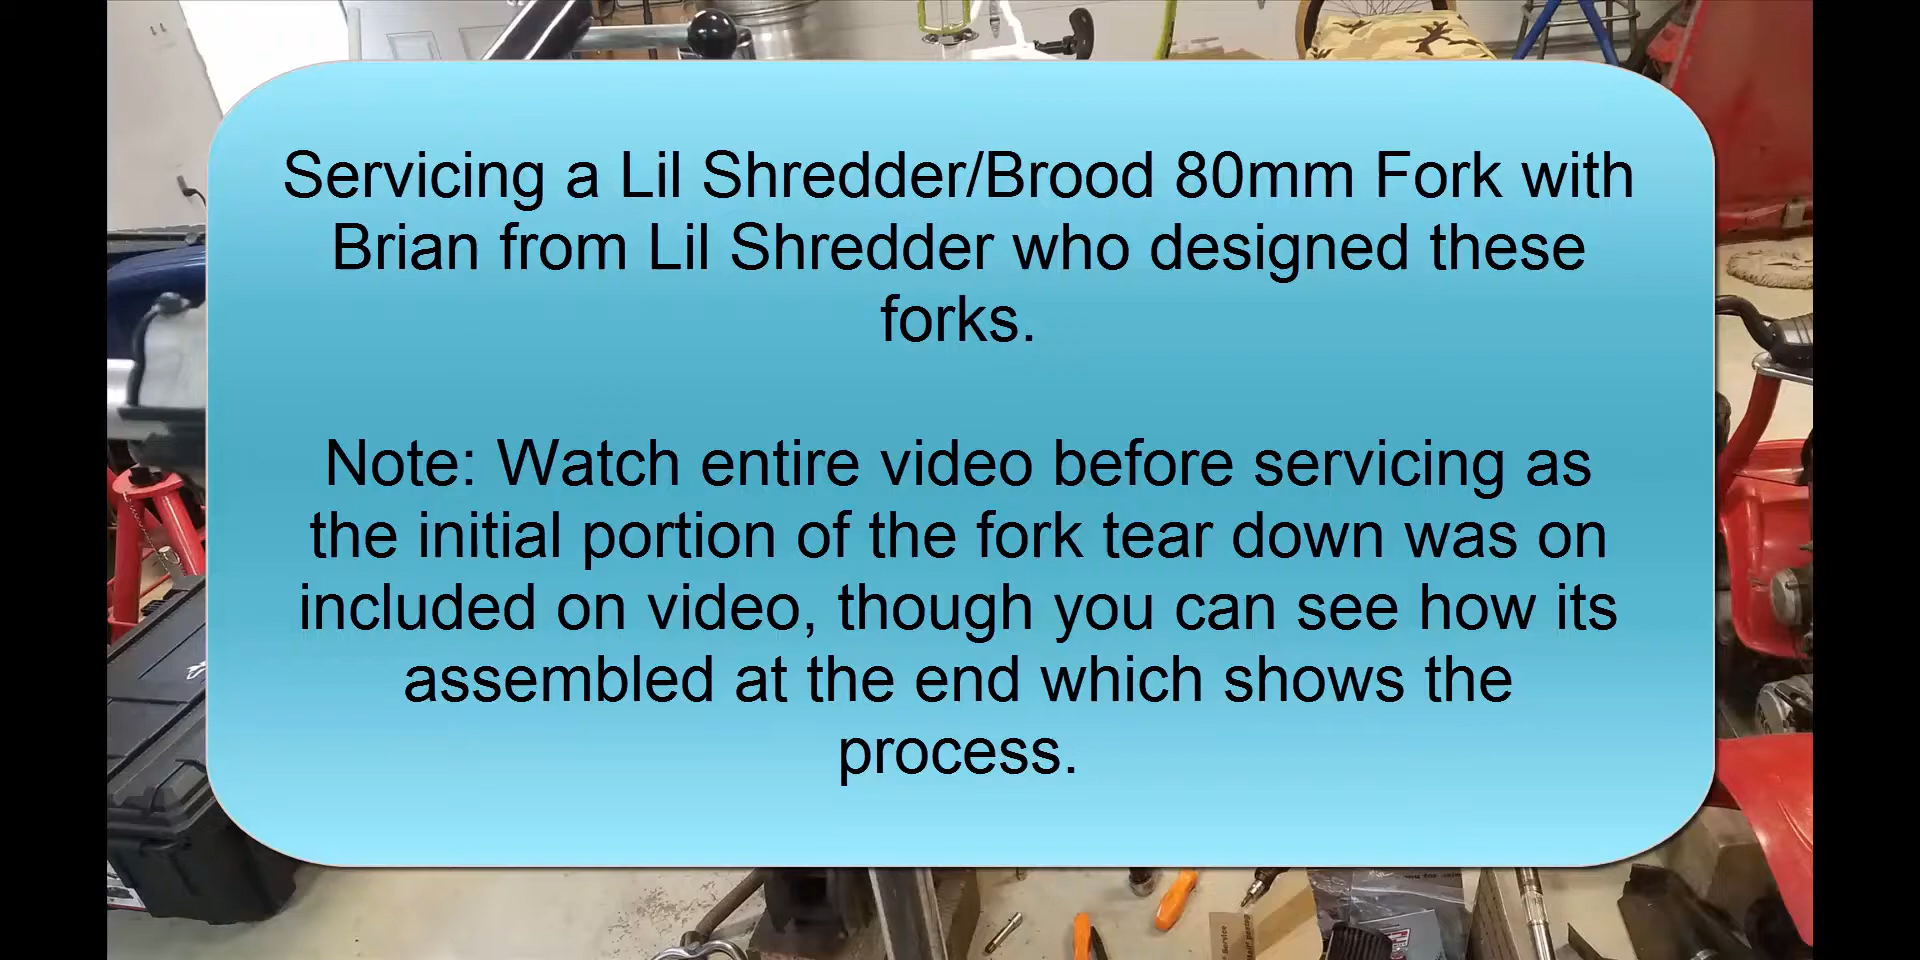 Servicing a Lil Shredder/Brood 80mm Fork with
Brian from Lil Shredder who designed these
forks.
Note: Watch entire video before servicing as
the initial portion of the fork tear down was on
included on video, though you can see how its
assembled at the end which shows the
process.